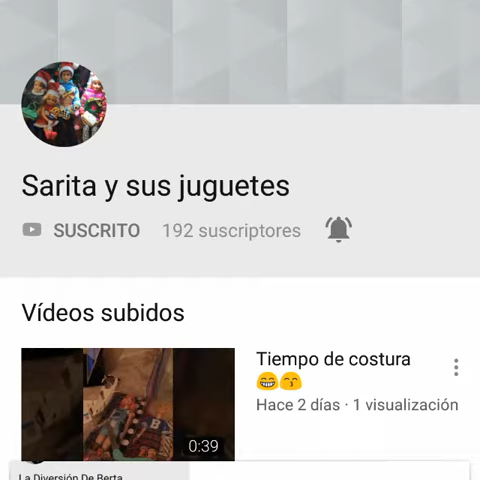 Sarita y sus juguetes
SUSCRITO 192 suscriptores
Vídeos subidos
Tiempo de costura
😁😙
Hace 2 días · 1 visualización
0:39
La Diversión De Berta